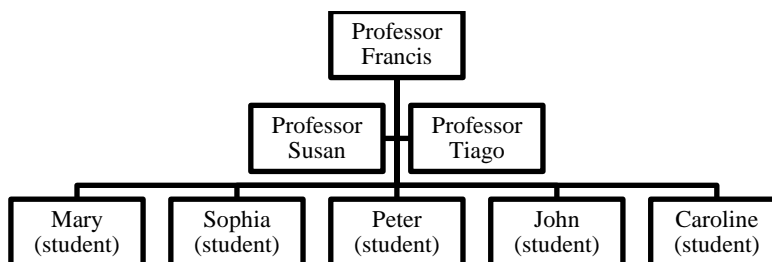 Professor
Francis
Professor
Susan
Professor
Tiago
Mary
(student)
Sophia
(student)
Peter
(student)
John
(student)
Caroline
(student)